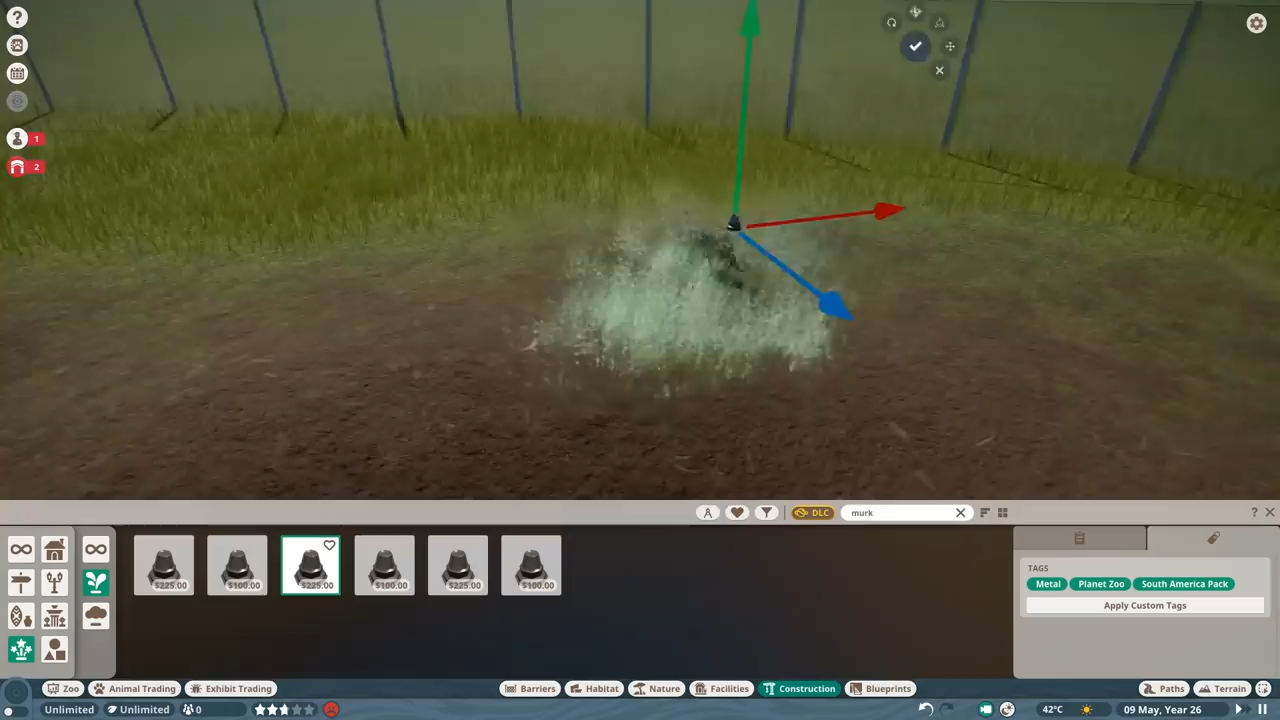 ?
1
2
DLC
murk
?
$225.00
$100.00
$225.00
$100.00
$225.00
$100.00
TAGS
Metal
Planet Zoo
South America Pack
Apply Custom Tags
Zoo
Animal Trading
Exhibit Trading
Barriers
Habitat
Nature
Facilities
Construction
Blueprints
Paths
Terrain
Unlimited
Unlimited
0
42°C
09 May, Year 26